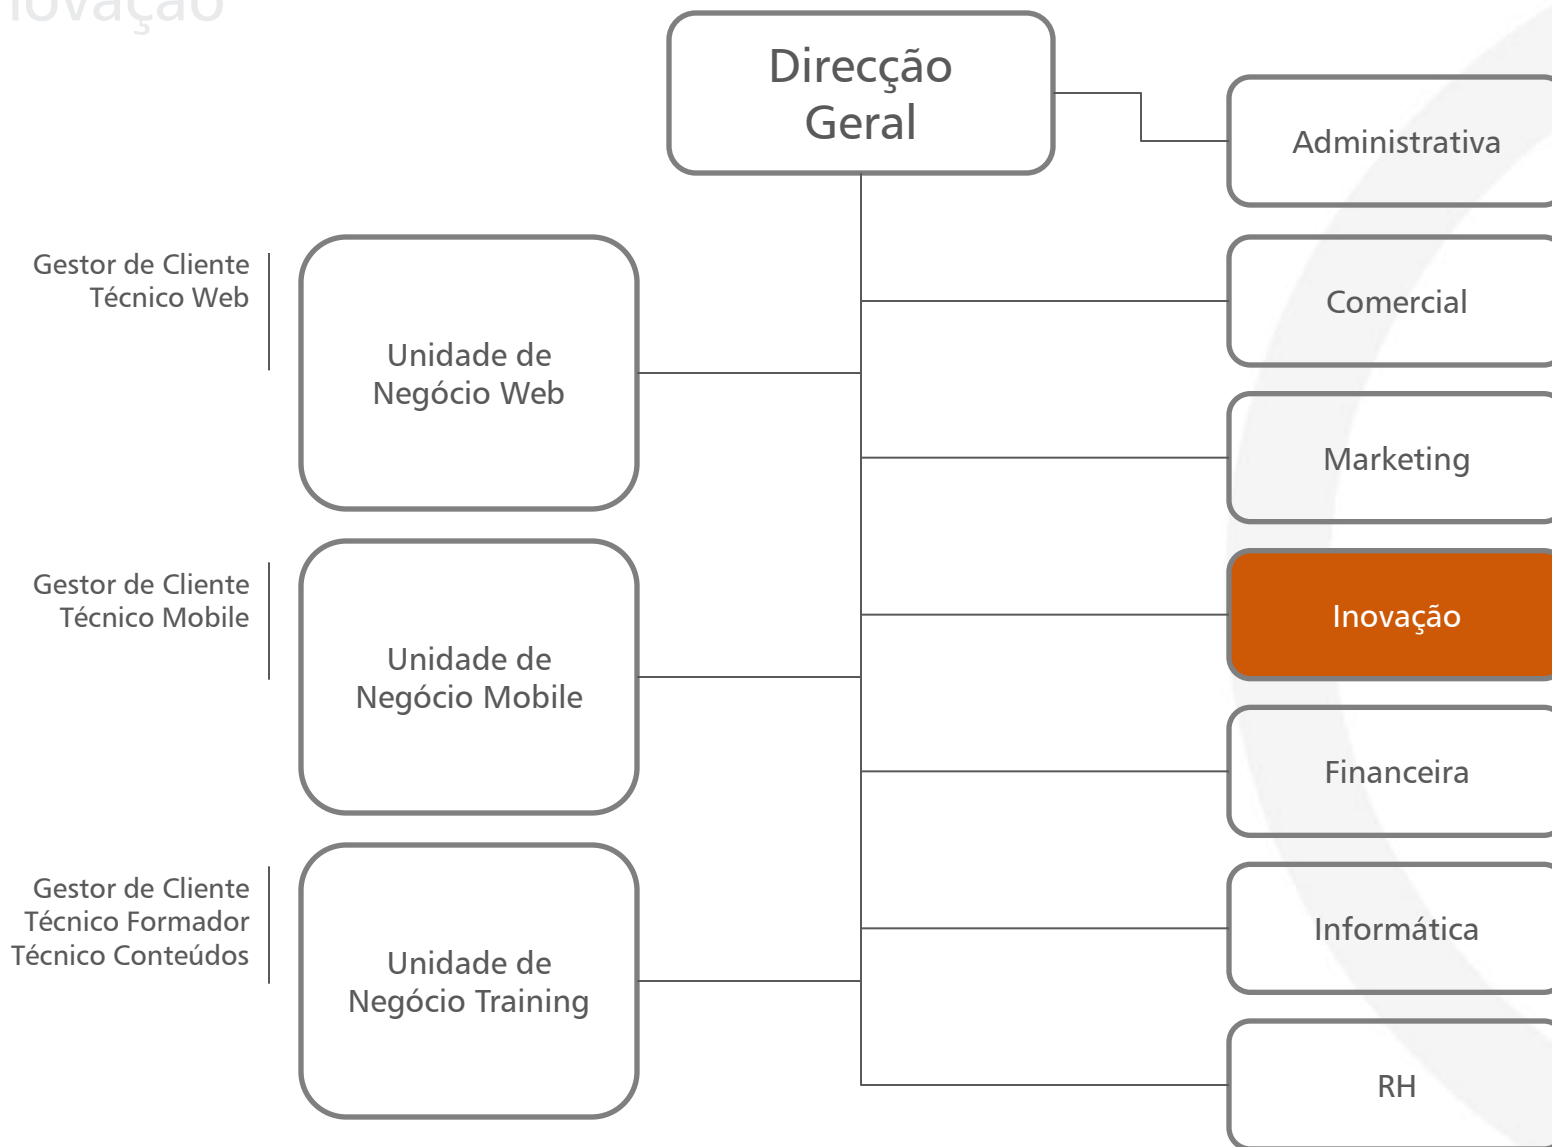 Inovação
Direcção
Geral
Administrativa
Gestor de Cliente
Técnico Web
Unidade de
Negócio Web
Comercial
Marketing
Gestor de Cliente
Técnico Mobile
Unidade de
Negócio Mobile
Inovação
Financeira
Gestor de Cliente
Técnico Formador
Técnico Conteúdos
Unidade de
Negócio Training
Informática
RH